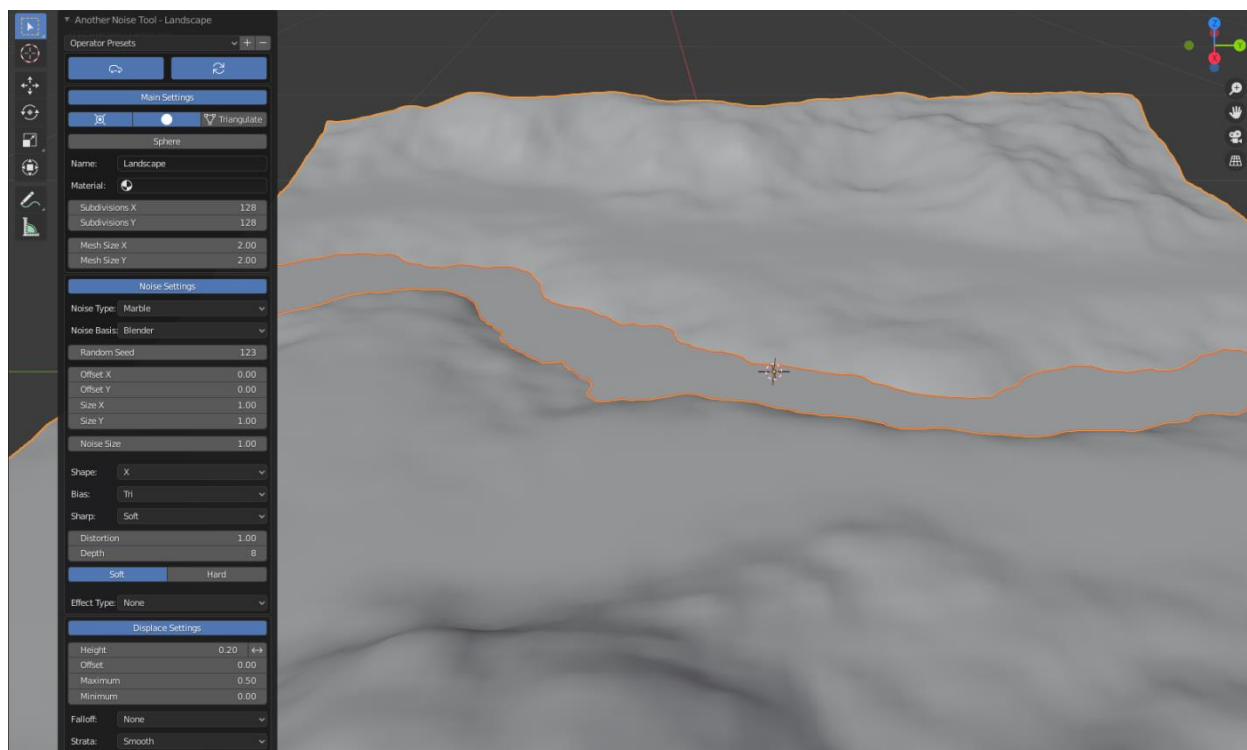 Another Noise Tool - Landscape
Operator Presets
Main Settings
Triangulate
Sphere
Name: Landscape
Material:
Subdivisions X 128
Subdivisions Y 128
Mesh Size X 2.00
Mesh Size Y 2.00
Noise Settings
Noise Type: Marble
Noise Basis: Blender
Random Seed 123
Offset X 0.00
Offset Y 0.00
Size X 1.00
Size Y 1.00
Noise Size 1.00
Shape: X
Bias: Tri
Sharp: Soft
Distortion 1.00
Depth 8
Soft Hard
Effect Type: None
Displace Settings
Height 0.20
Offset 0.00
Maximum 0.50
Minimum 0.00
Falloff: None
Strata: Smooth
Z
Y
X